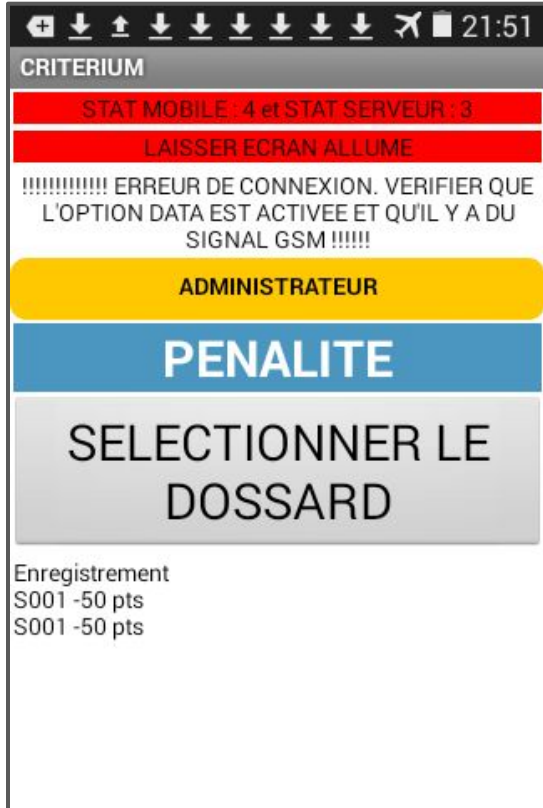 21:51
CRITERIUM
STAT MOBILE : 4 et STAT SERVEUR : 3
LAISSER ECRAN ALLUME
!!!!!!!!!!!!! ERREUR DE CONNEXION. VERIFIER QUE
L'OPTION DATA EST ACTIVEE ET QU'IL Y A DU
SIGNAL GSM !!!!!!
ADMINISTRATEUR
PENALITE
SELECTIONNER LE
DOSSARD
Enregistrement
S001 -50 pts
S001 -50 pts